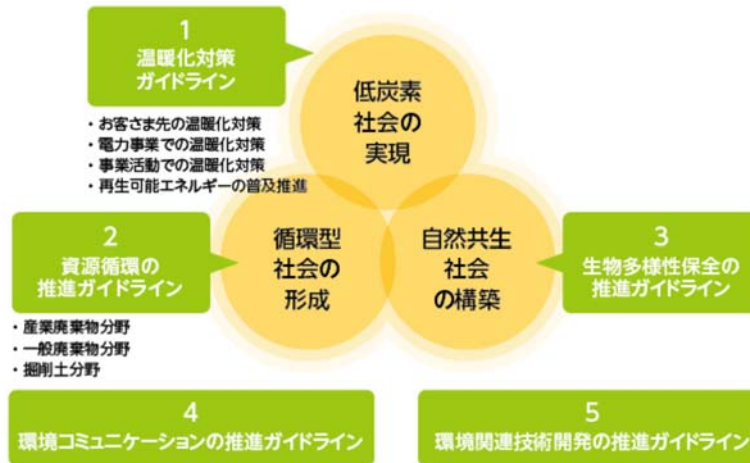 1
温暖化対策
ガイドライン
・お客さま先の温暖化対策
・電力事業での温暖化対策
・事業活動での温暖化対策
・再生可能エネルギーの普及推進
低炭素
社会の
実現
2
資源循環の
推進ガイドライン
・産業廃棄物分野
・一般廃棄物分野
・掘削土分野
循環型
社会の
形成
自然共生
社会
の構築
3
生物多様性保全の
推進ガイドライン
4
環境コミュニケーションの推進ガイドライン
5
環境関連技術開発の推進ガイドライン